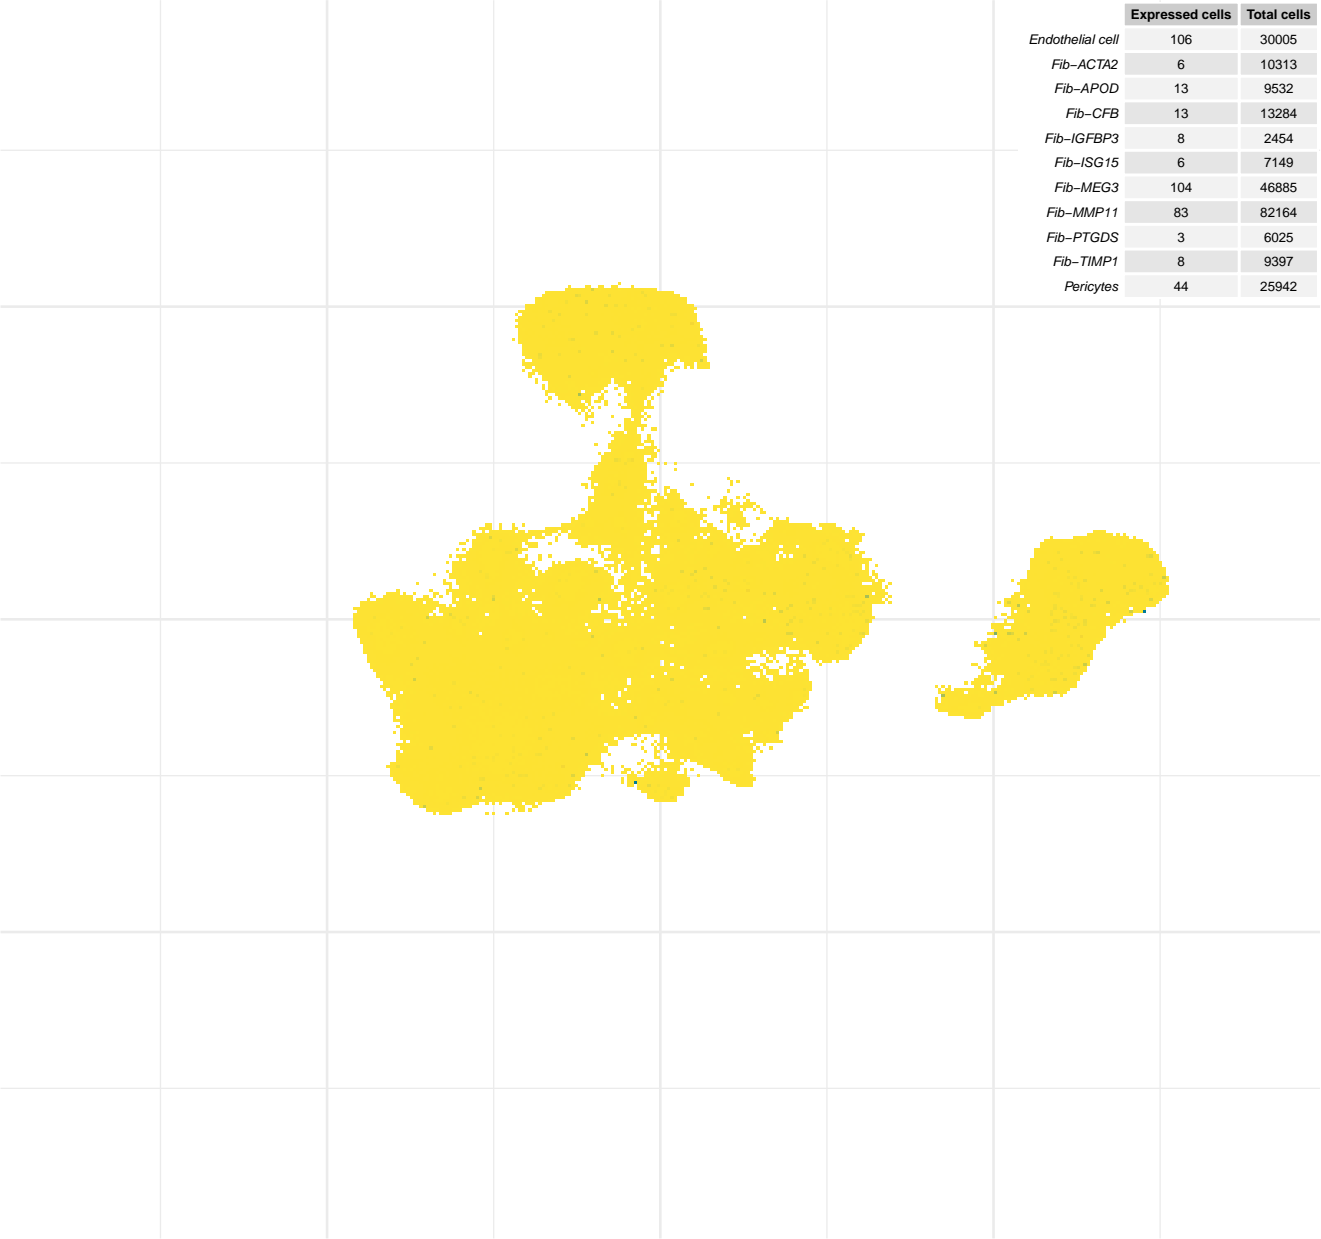 Expressed cells Total cells
Endothelial cell 106 30005
Fib−ACTA2 6 10313
Fib−APOD 13 9532
Fib−CFB 13 13284
Fib−IGFBP3 8 2454
Fib−ISG15 6 7149
Fib−MEG3 104 46885
Fib−MMP11 83 82164
Fib−PTGDS 3 6025
Fib−TIMP1 8 9397
Pericytes 44 25942